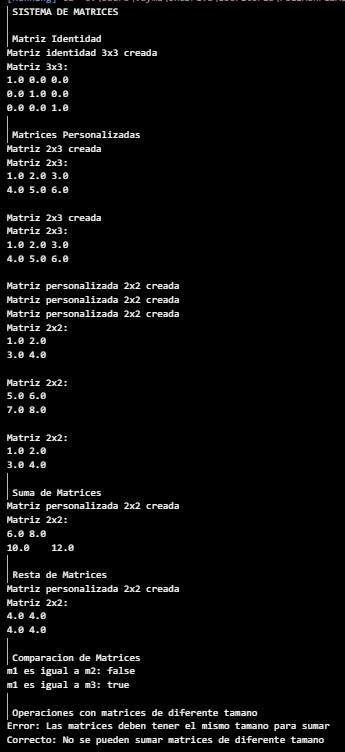 SISTEMA DE MATRICES
Matriz Identidad
Matriz identidad 3x3 creada
Matriz 3x3:
1.0 0.0 0.0
0.0 1.0 0.0
0.0 0.0 1.0
Matrices Personalizadas
Matriz 2x3 creada
Matriz 2x3:
1.0 2.0 3.0
4.0 5.0 6.0
Matriz 2x3 creada
Matriz 2x3:
1.0 2.0 3.0
4.0 5.0 6.0
Matriz personalizada 2x2 creada
Matriz personalizada 2x2 creada
Matriz personalizada 2x2 creada
Matriz 2x2:
1.0 2.0
3.0 4.0
Matriz 2x2:
5.0 6.0
7.0 8.0
Matriz 2x2:
1.0 2.0
3.0 4.0
Suma de Matrices
Matriz personalizada 2x2 creada
Matriz 2x2:
6.0 8.0
10.0 12.0
Resta de Matrices
Matriz personalizada 2x2 creada
Matriz 2x2:
4.0 4.0
4.0 4.0
Comparacion de Matrices
m1 es igual a m2: false
m1 es igual a m3: true
Operaciones con matrices de diferente tamano
Error: Las matrices deben tener el mismo tamano para sumar
Correcto: No se pueden sumar matrices de diferente tamano